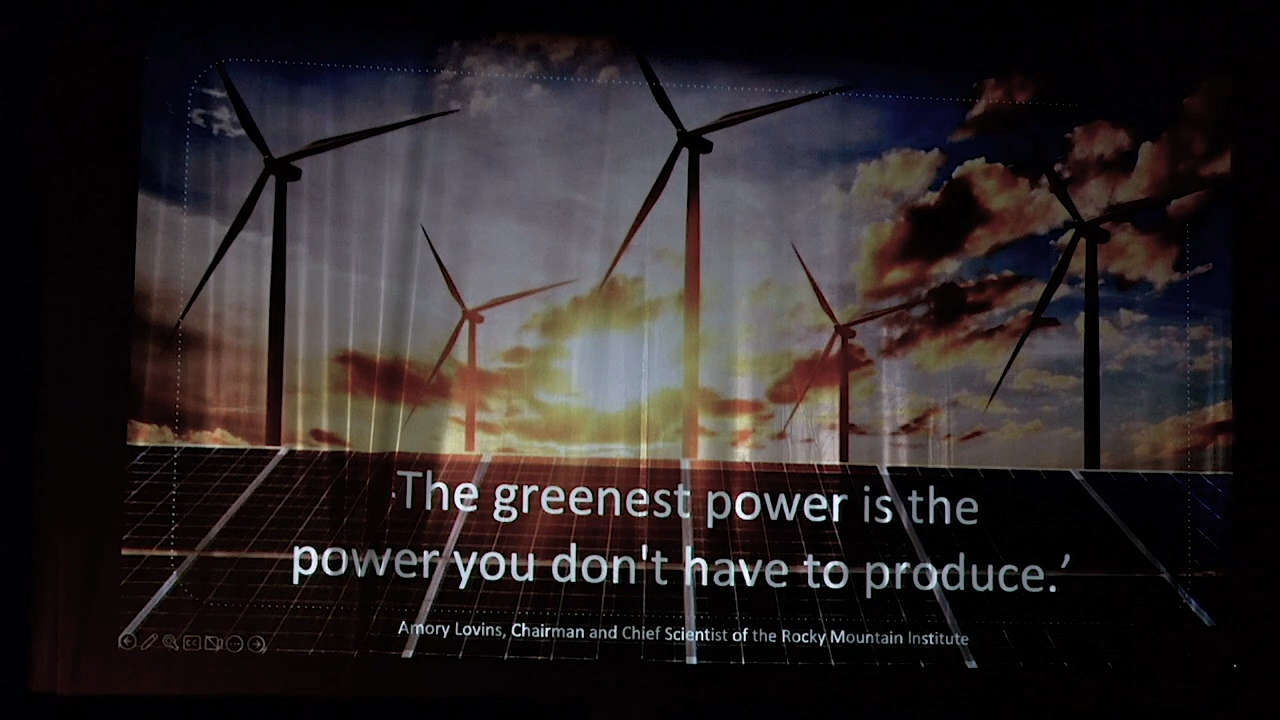 'The greenest power is the
power you don't have to produce.'
Amory Lovins, Chairman and Chief Scientist of the Rocky Mountain Institute